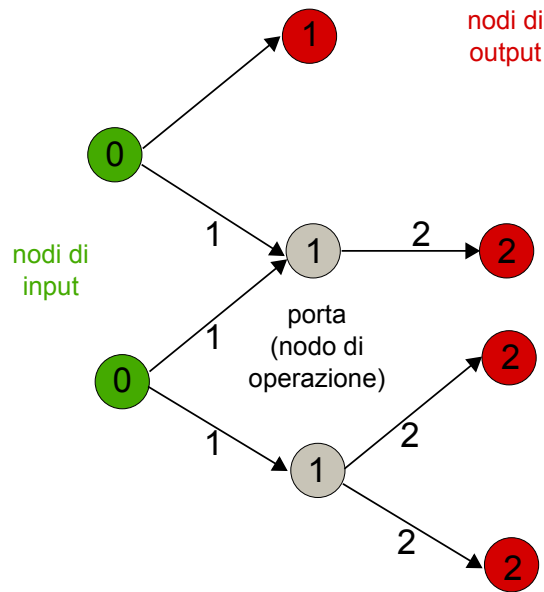 nodi di
output
1
0
1
1
2
2
nodi di
input
1
porta
(nodo di
operazione)
2
0
1
1
2
2
2